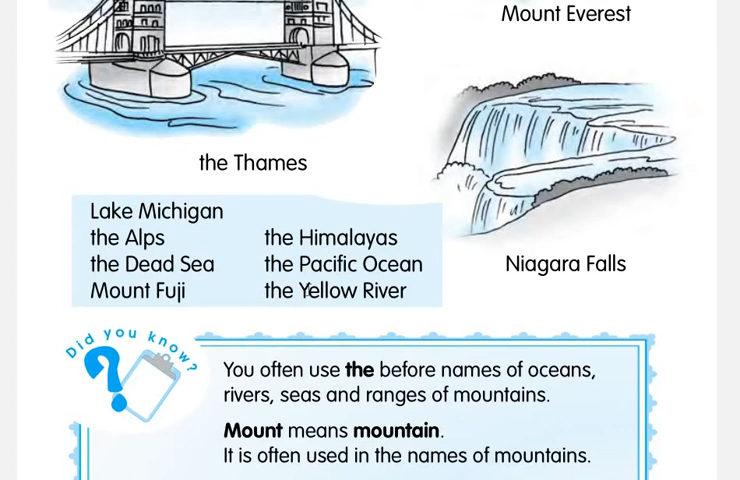 Mount Everest
the Thames
Niagara Falls
Lake Michigan
the Alps
the Dead Sea
Mount Fuji
the Himalayas
the Pacific Ocean
the Yellow River
Did you know?
You often use the before names of oceans,
rivers, seas and ranges of mountains.
Mount means mountain.
It is often used in the names of mountains.